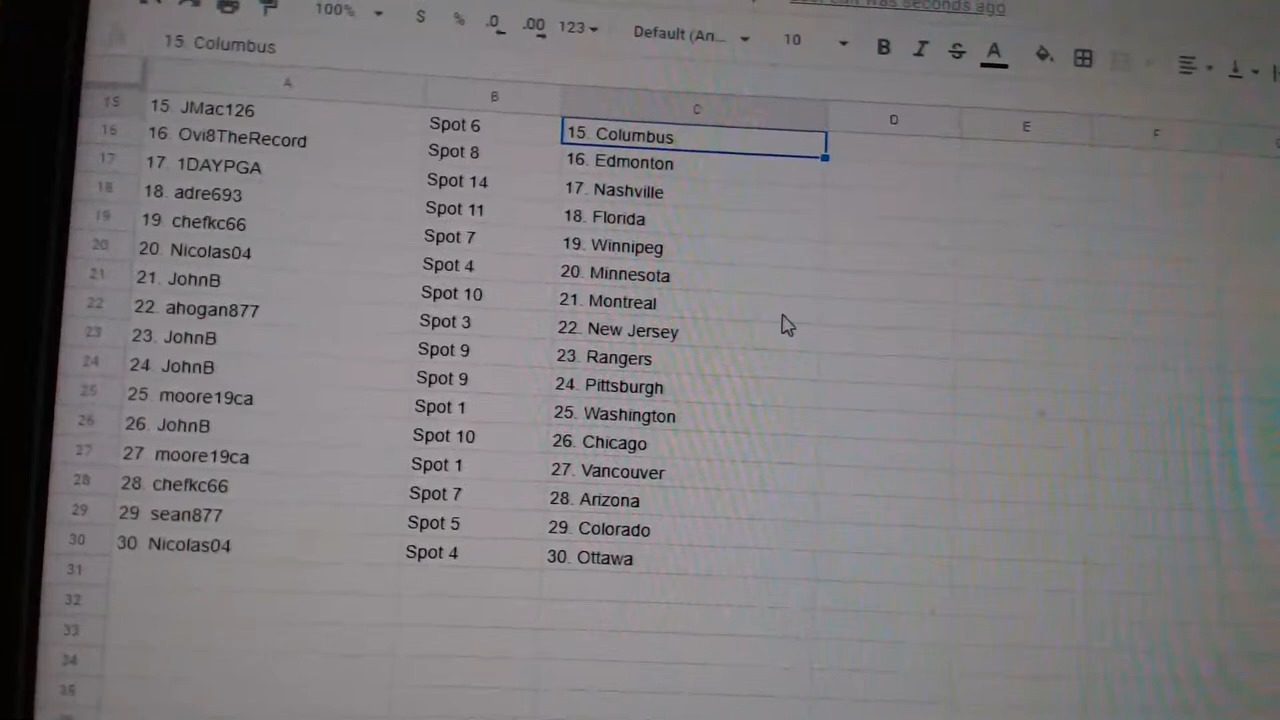 seconds ago
100% $ % .0 .00 123 Default (An... 10 B I S A
15. Columbus
A B C D E F
15 15. JMac126 Spot 6 15. Columbus
16 16. Ovi8TheRecord Spot 8 16. Edmonton
17 17. 1DAYPGA Spot 14 17. Nashville
18 18. adre693 Spot 11 18. Florida
19 19. chefkc66 Spot 7 19. Winnipeg
20 20. Nicolas04 Spot 4 20. Minnesota
21 21. JohnB Spot 10 21. Montreal
22 22. ahogan877 Spot 3 22. New Jersey
23 23. JohnB Spot 9 23. Rangers
24 24. JohnB Spot 9 24. Pittsburgh
25 25. moore19ca Spot 1 25. Washington
26 26. JohnB Spot 10 26. Chicago
27 27 moore19ca Spot 1 27. Vancouver
28 28. chefkc66 Spot 7 28. Arizona
29 29 sean877 Spot 5 29. Colorado
30 30 Nicolas04 Spot 4 30. Ottawa
31
32
33
34
35